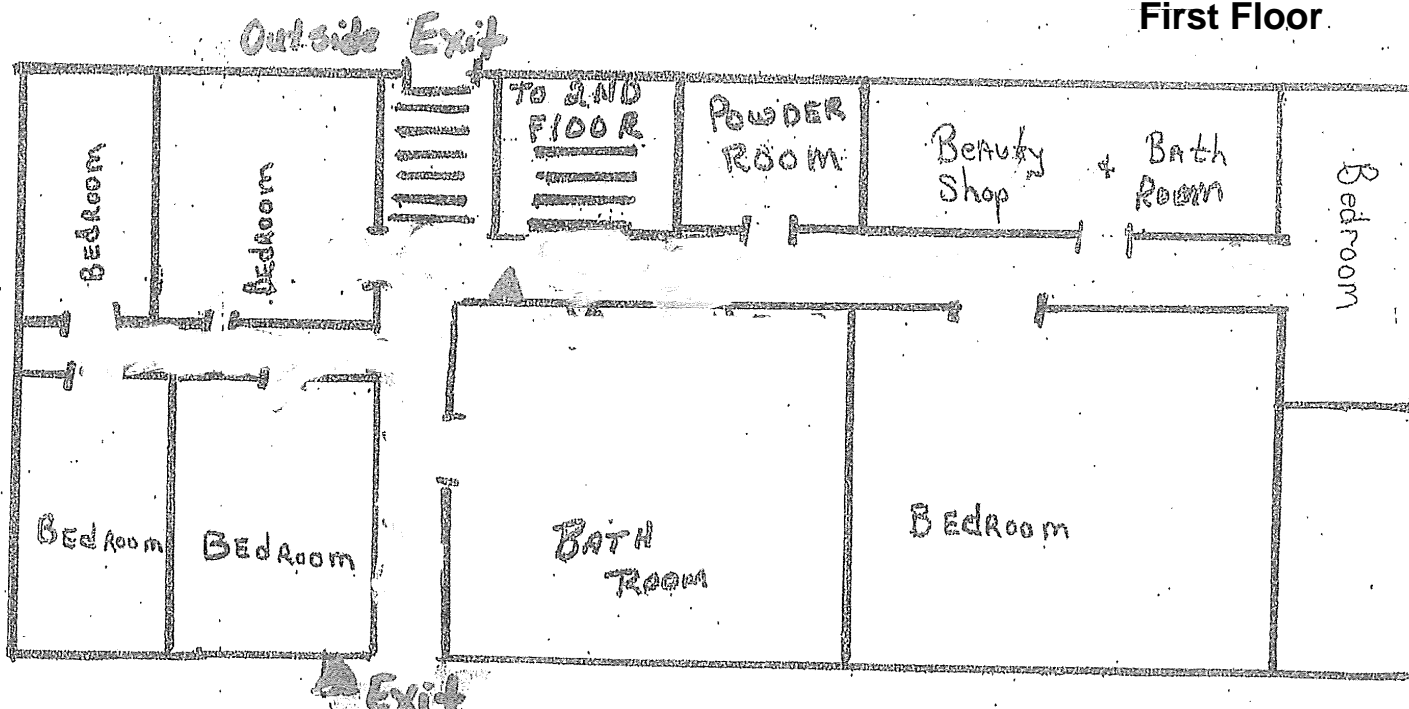 First Floor
Outside Exit
TO 2ND
FlOOR
POWDER
ROOM
Beauty
Shop
& Bath
Room
Bedroom
BEdROOM
BEdROOM
BEdRoom
BEdRoom
BATH
ROOM
BEdRoom
Exit